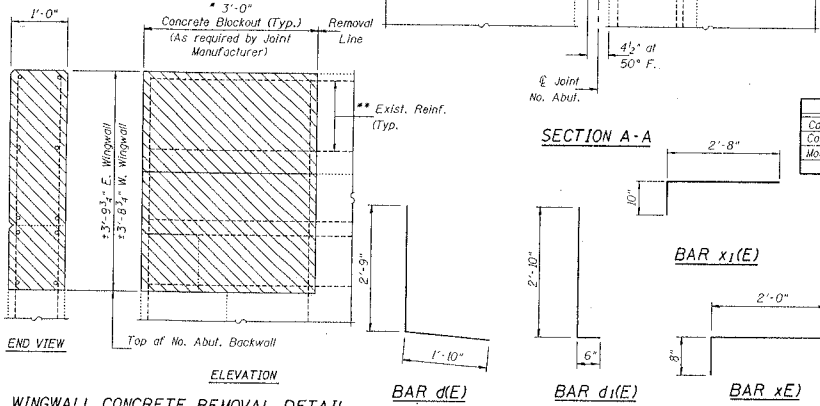 1'-0"
* 3'-0"
Concrete Blockout (Typ.)
(As required by Joint
Manufacturer)
Removal
Line
** Exist. Reinf.
(Typ.
±3'-9¾" E. Wingwall
±3'-8¾" W. Wingwall
END VIEW
Top of No. Abut. Backwall
ELEVATION
WINGWALL CONCRETE REMOVAL DETAIL
℄ Joint
No. Abut.
4½" at
50° F.
SECTION A-A
2'-8"
10"
BAR x1(E)
2'-9"
1'-10"
BAR d(E)
2'-10"
6"
BAR d1(E)
2'-0"
8"
BAR xE)